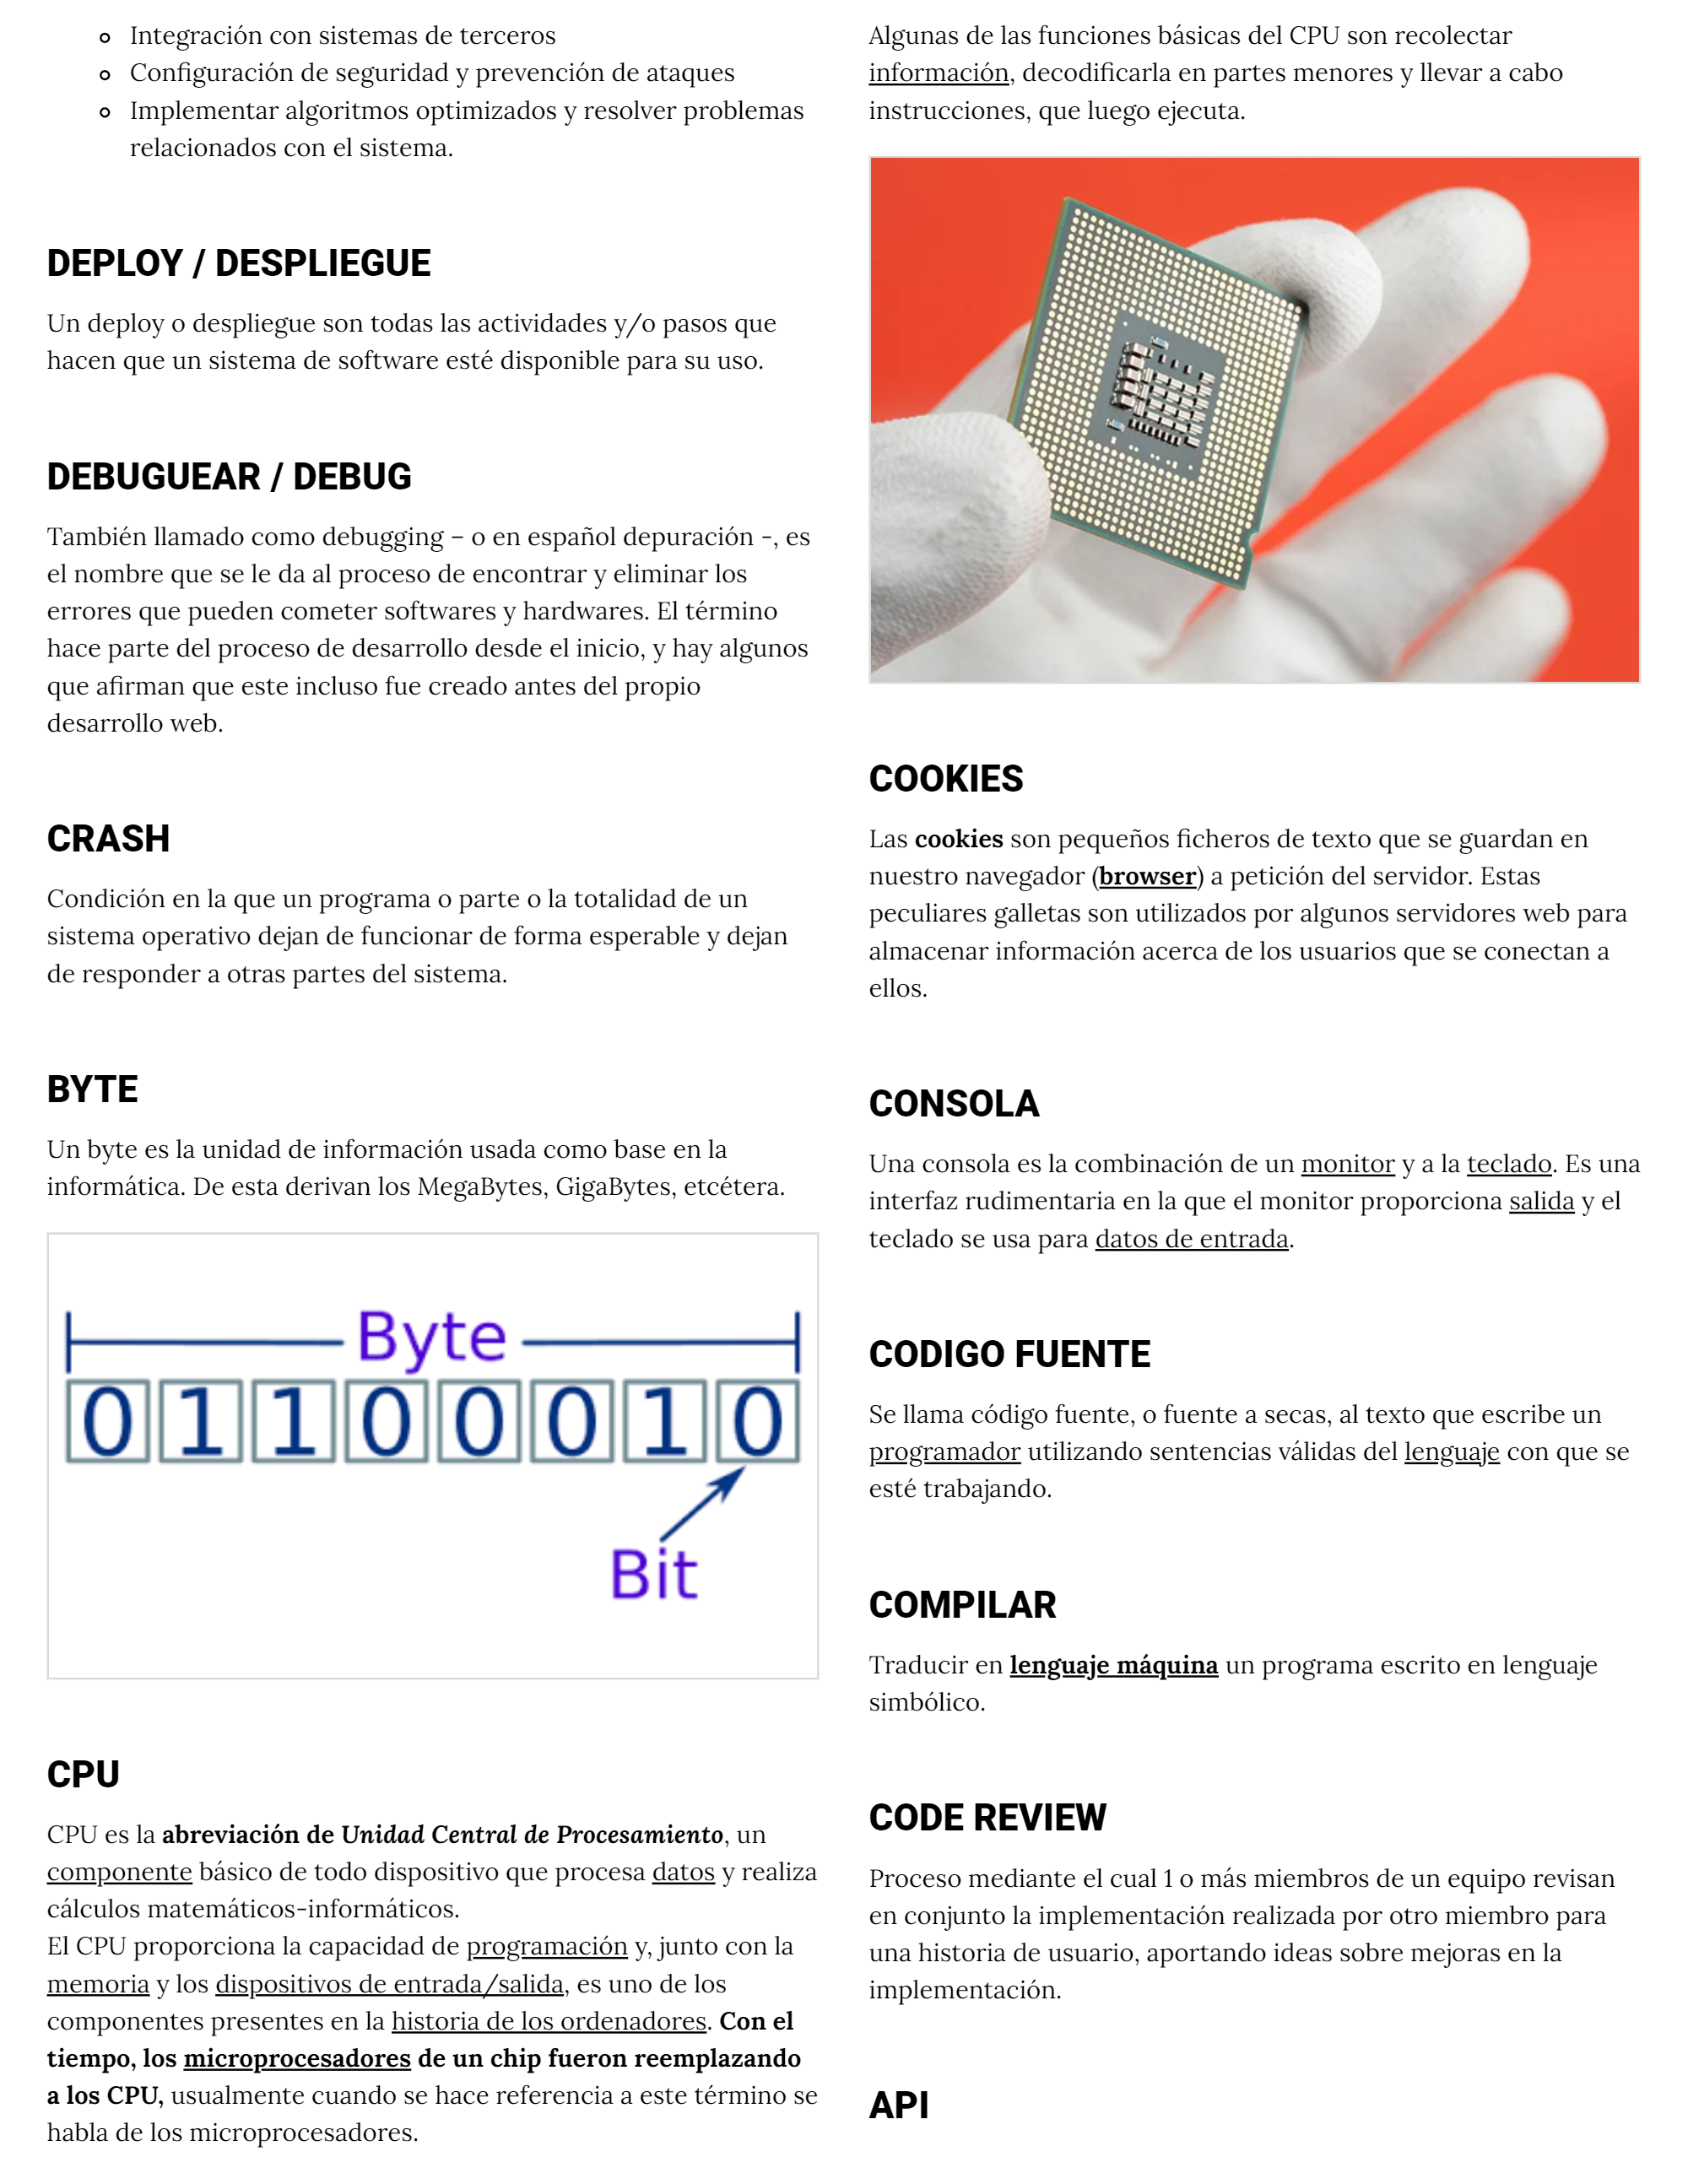 Integración con sistemas de terceros
Configuración de seguridad y prevención de ataques
Implementar algoritmos optimizados y resolver problemas
relacionados con el sistema.
DEPLOY / DESPLIEGUE
Un deploy o despliegue son todas las actividades y/o pasos que
hacen que un sistema de software esté disponible para su uso.
DEBUGUEAR / DEBUG
También llamado como debugging – o en español depuración -, es
el nombre que se le da al proceso de encontrar y eliminar los
errores que pueden cometer softwares y hardwares. El término
hace parte del proceso de desarrollo desde el inicio, y hay algunos
que afirman que este incluso fue creado antes del propio
desarrollo web.
CRASH
Condición en la que un programa o parte o la totalidad de un
sistema operativo dejan de funcionar de forma esperable y dejan
de responder a otras partes del sistema.
BYTE
Un byte es la unidad de información usada como base en la
informática. De esta derivan los MegaBytes, GigaBytes, etcétera.
Byte
0 1 1 0 0 0 1 0
Bit
CPU
CPU es la abreviación de Unidad Central de Procesamiento, un
componente básico de todo dispositivo que procesa datos y realiza
cálculos matemáticos-informáticos.
El CPU proporciona la capacidad de programación y, junto con la
memoria y los dispositivos de entrada/salida, es uno de los
componentes presentes en la historia de los ordenadores. Con el
tiempo, los microprocesadores de un chip fueron reemplazando
a los CPU, usualmente cuando se hace referencia a este término se
habla de los microprocesadores.
Algunas de las funciones básicas del CPU son recolectar
información, decodificarla en partes menores y llevar a cabo
instrucciones, que luego ejecuta.
COOKIES
Las cookies son pequeños ficheros de texto que se guardan en
nuestro navegador (browser) a petición del servidor. Estas
peculiares galletas son utilizados por algunos servidores web para
almacenar información acerca de los usuarios que se conectan a
ellos.
CONSOLA
Una consola es la combinación de un monitor y a la teclado. Es una
interfaz rudimentaria en la que el monitor proporciona salida y el
teclado se usa para datos de entrada.
CODIGO FUENTE
Se llama código fuente, o fuente a secas, al texto que escribe un
programador utilizando sentencias válidas del lenguaje con que se
esté trabajando.
COMPILAR
Traducir en lenguaje máquina un programa escrito en lenguaje
simbólico.
CODE REVIEW
Proceso mediante el cual 1 o más miembros de un equipo revisan
en conjunto la implementación realizada por otro miembro para
una historia de usuario, aportando ideas sobre mejoras en la
implementación.
API